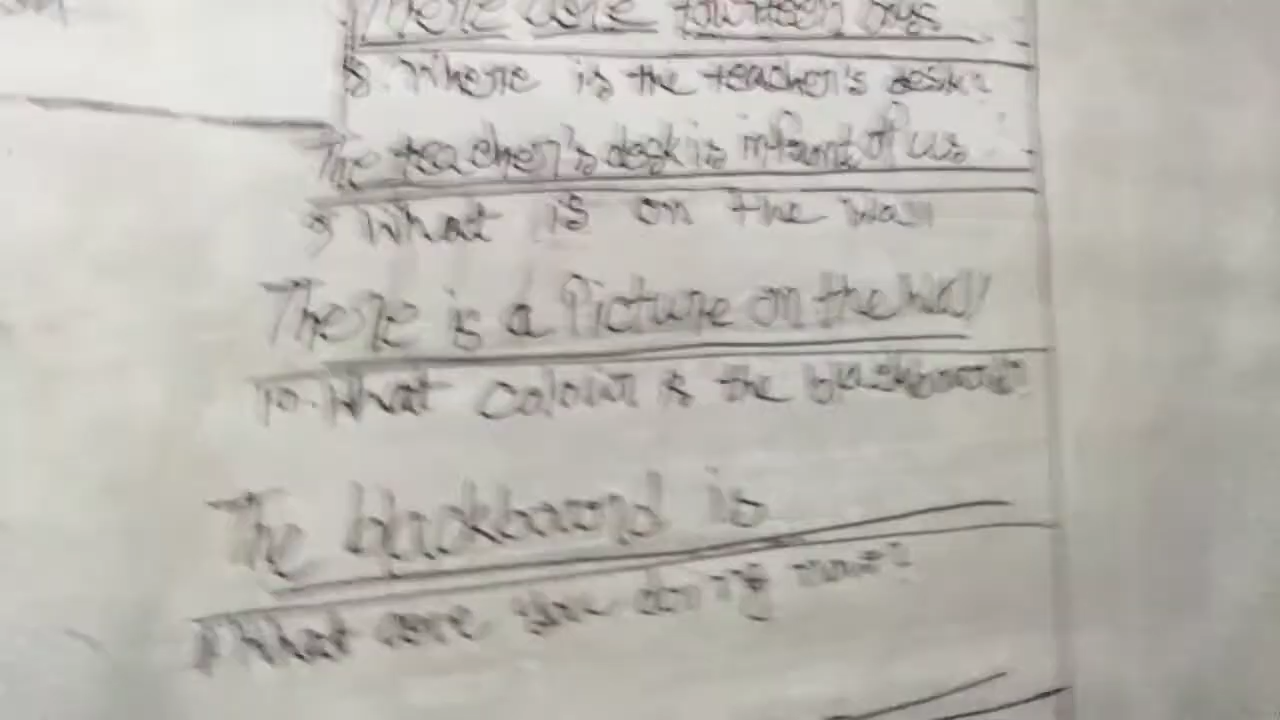 There are fourteen boys
8. Where is the teacher's desk?
The teacher's desk is infront of us
9 What is on the wall
There is a Picture on the Wall
10. What colour is the blackboard?
The blackboard is
What are you doing now?